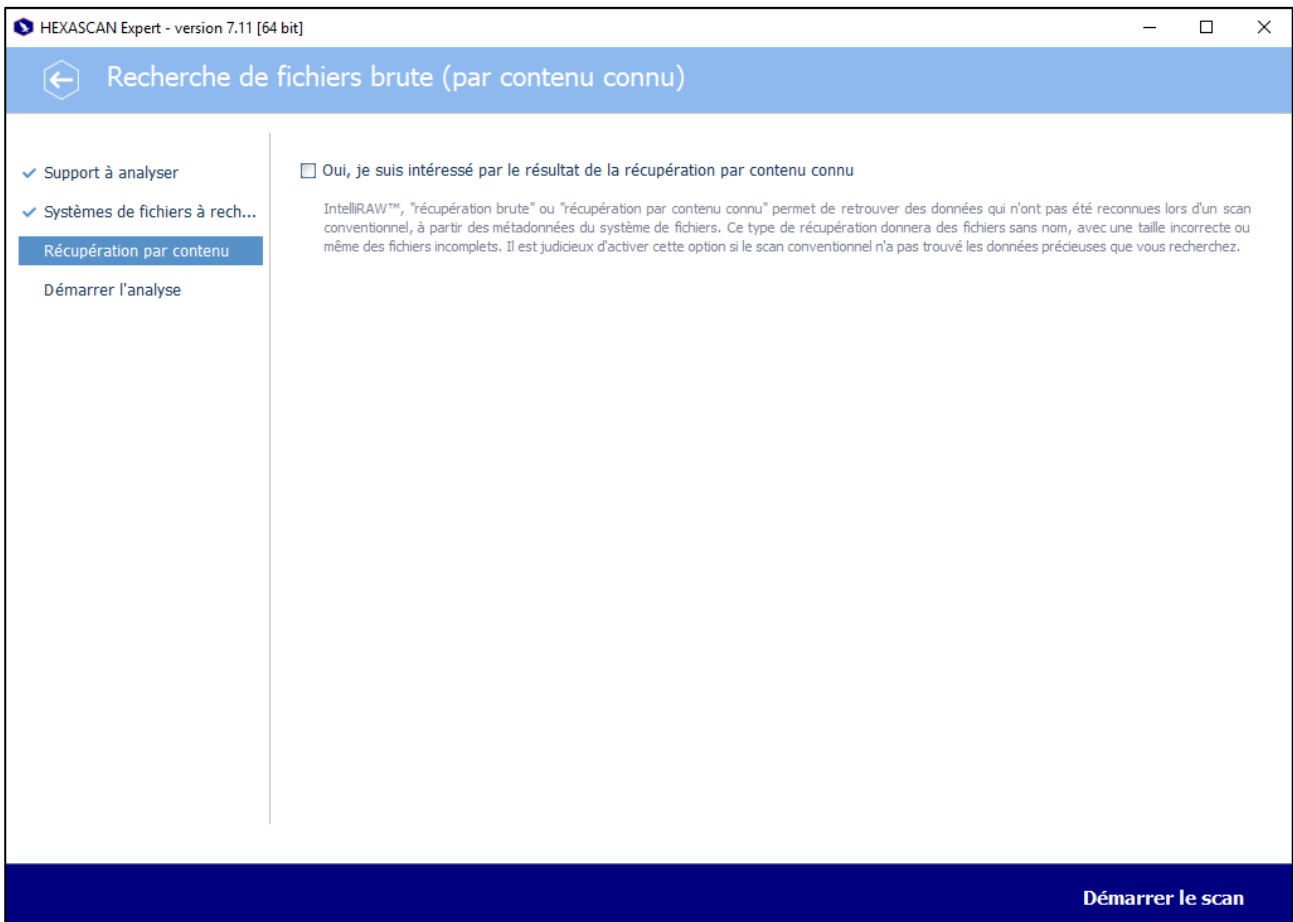 HEXASCAN Expert - version 7.11 [64 bit]
Recherche de fichiers brute (par contenu connu)
Support à analyser
Systèmes de fichiers à rech...
Récupération par contenu
Démarrer l'analyse
Oui, je suis intéressé par le résultat de la récupération par contenu connu
IntelliRAW™, "récupération brute" ou "récupération par contenu connu" permet de retrouver des données qui n'ont pas été reconnues lors d'un scan
conventionnel, à partir des métadonnées du système de fichiers. Ce type de récupération donnera des fichiers sans nom, avec une taille incorrecte ou
même des fichiers incomplets. Il est judicieux d'activer cette option si le scan conventionnel n'a pas trouvé les données précieuses que vous recherchez.
Démarrer le scan